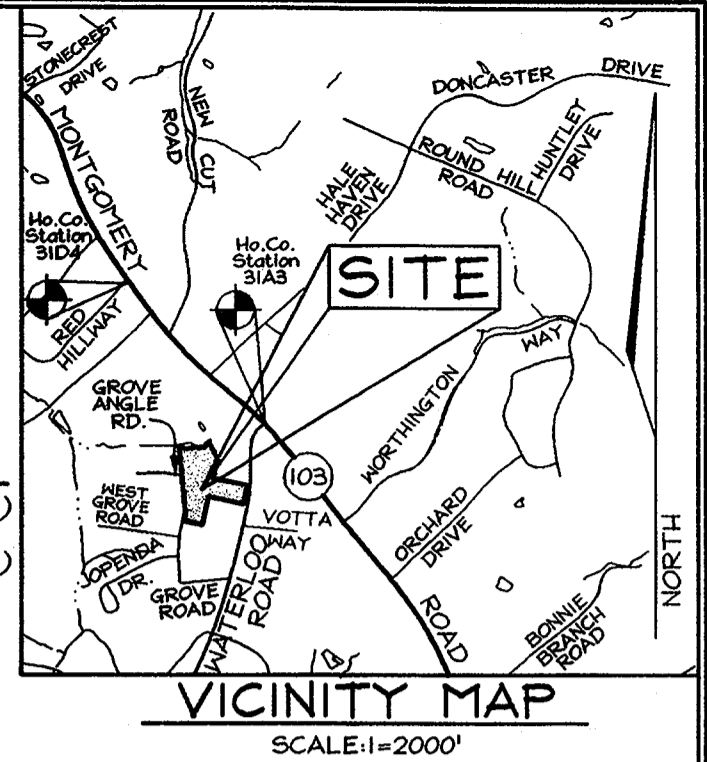 STONECREST
DRIVE
MONTGOMERY
NEW CUT
ROAD
DONCASTER DRIVE
HUNTLEY
DRIVE
ROUND HILL
ROAD
HALE
HAVEN
DRIVE
Ho.Co.
Station
31D4
Ho.Co.
Station
31A3
SITE
RED
HILLWAY
GROVE
ANGLE
RD.
WORTHINGTON WAY
103
WEST
GROVE
ROAD
VOTTA
WAY
OPENDA
DR.
GROVE
ROAD
WATERLOO
ROAD
ORCHARD
DRIVE
ROAD
BONNIE
BRANCH
ROAD
NORTH
VICINITY MAP
SCALE:1=2000'